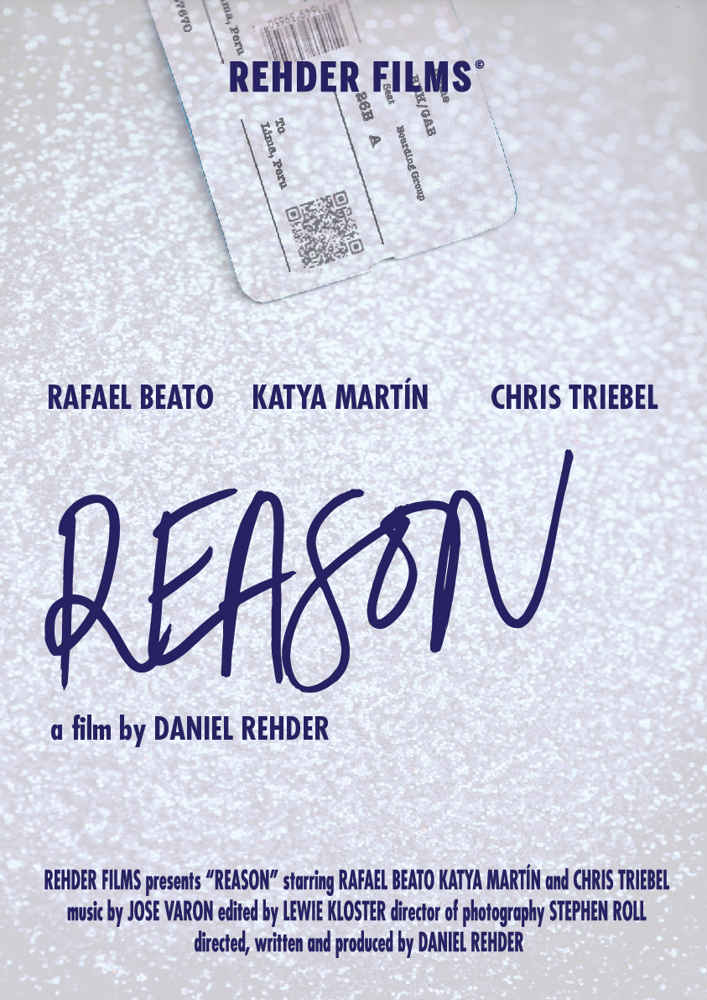 77670
Lima, Peru
REHDER FILMS©
To
Lima, Peru
Seat
26E A
Boarding Group
RAFAEL BEATO KATYA MARTÍN CHRIS TRIEBEL
REASON
a film by DANIEL REHDER
REHDER FILMS presents “REASON” starring RAFAEL BEATO KATYA MARTÍN and CHRIS TRIEBEL
music by JOSE VARON edited by LEWIE KLOSTER director of photography STEPHEN ROLL
directed, written and produced by DANIEL REHDER